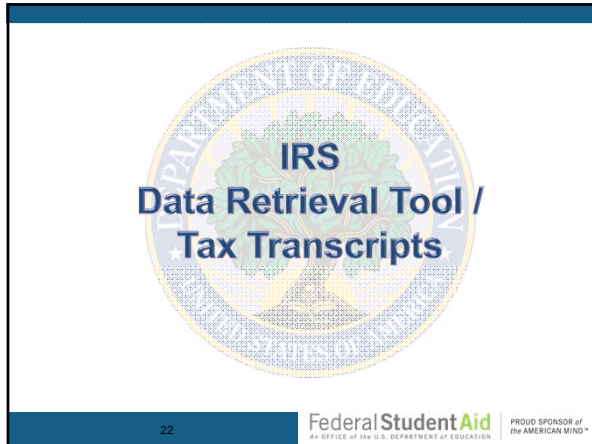 IRS
Data Retrieval Tool /
Tax Transcripts
DEPARTMENT OF EDUCATION
UNITED STATES OF AMERICA
22
Federal Student Aid
An OFFICE of the U.S. DEPARTMENT of EDUCATION
PROUD SPONSOR of
the AMERICAN MIND™